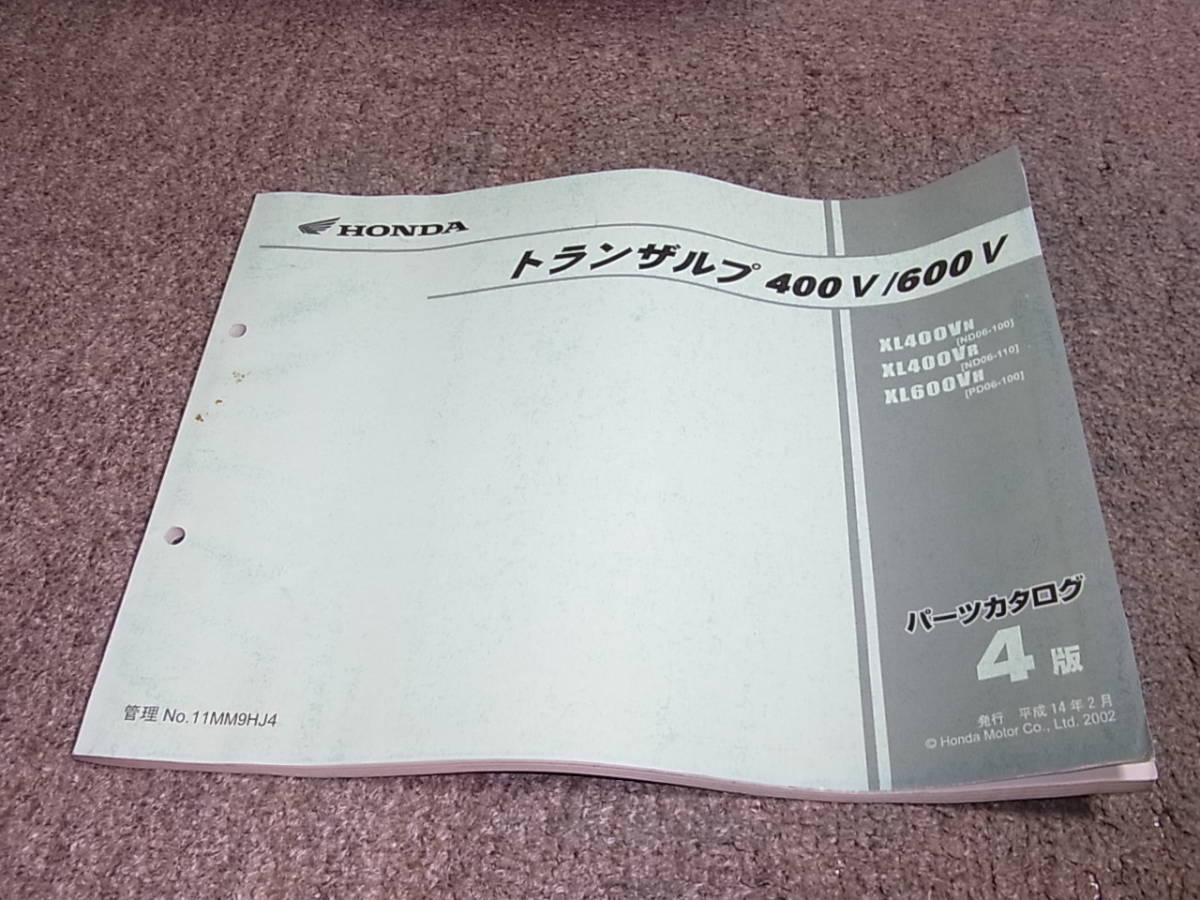 HONDA
トランザルプ 400V/600V
XL400VN [ND06-100]
XL400VR [ND06-110]
XL600VH [PD06-100]
パーツカタログ
4 版
発行 平成14年2月
© Honda Motor Co., Ltd. 2002
管理 No.11MM9HJ4